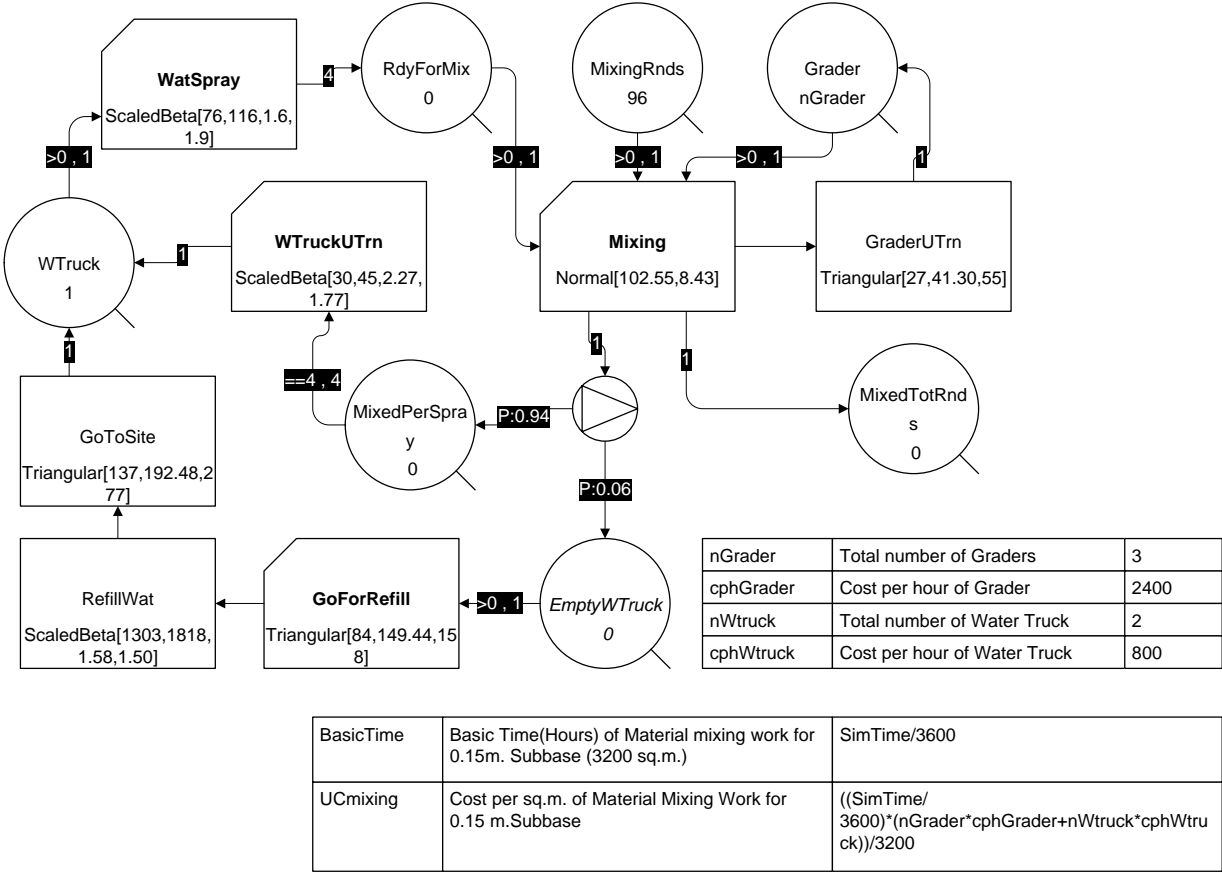 WatSpray
ScaledBeta[76,116,1.6,
1.9]
4
RdyForMix
0
MixingRnds
96
Grader
nGrader
>0 , 1
>0 , 1
>0 , 1
>0 , 1
1
WTruck
1
1
WTruckUTrn
ScaledBeta[30,45,2.27,
1.77]
Mixing
Normal[102.55,8.43]
GraderUTrn
Triangular[27,41.30,55]
1
1
1
==4 , 4
MixedPerSpra
y
0
P:0.94
MixedTotRnd
s
0
GoToSite
Triangular[137,192.48,2
77]
P:0.06
RefillWat
ScaledBeta[1303,1818,
1.58,1.50]
GoForRefill
Triangular[84,149.44,15
8]
>0 , 1
EmptyWTruck
0
nGrader Total number of Graders 3
cphGrader Cost per hour of Grader 2400
nWtruck Total number of Water Truck 2
cphWtruck Cost per hour of Water Truck 800
BasicTime Basic Time(Hours) of Material mixing work for SimTime/3600
0.15m. Subbase (3200 sq.m.)
UCmixing Cost per sq.m. of Material Mixing Work for ((SimTime/
0.15 m.Subbase 3600)*(nGrader*cphGrader+nWtruck*cphWtru
ck))/3200